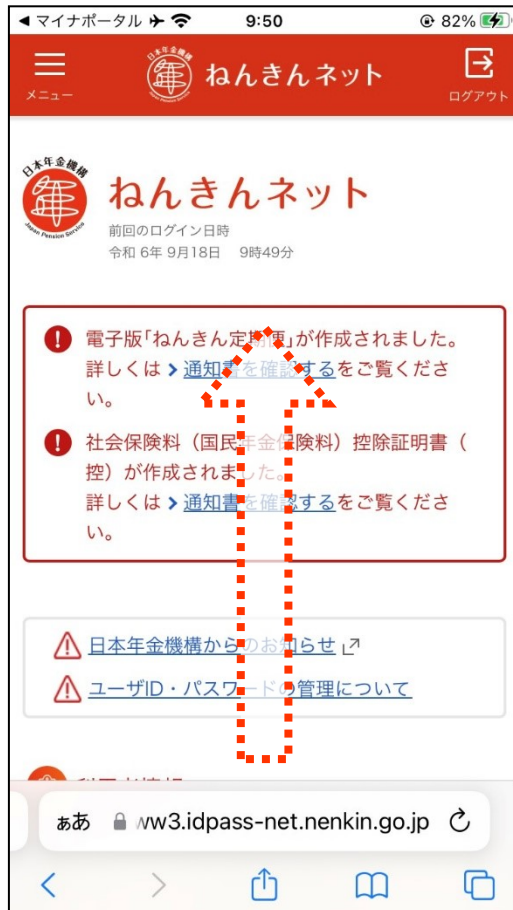 ◀マイナポータル 9:50 82%
メニュー
ねんきんネット
ログアウト
日本年金機構
Japan Pension Service
ねんきんネット
前回のログイン日時
令和 6年 9月18日 9時49分
電子版「ねんきん定期便」が作成されました。
詳しくは > 通知書を確認するをご覧くださ
い。
社会保険料（国民年金保険料）控除証明書（
控）が作成されました。
詳しくは > 通知書を確認するをご覧くださ
い。
日本年金機構からのお知らせ
ユーザID・パスワードの管理について
ぁあ ww3.idpass-net.nenkin.go.jp